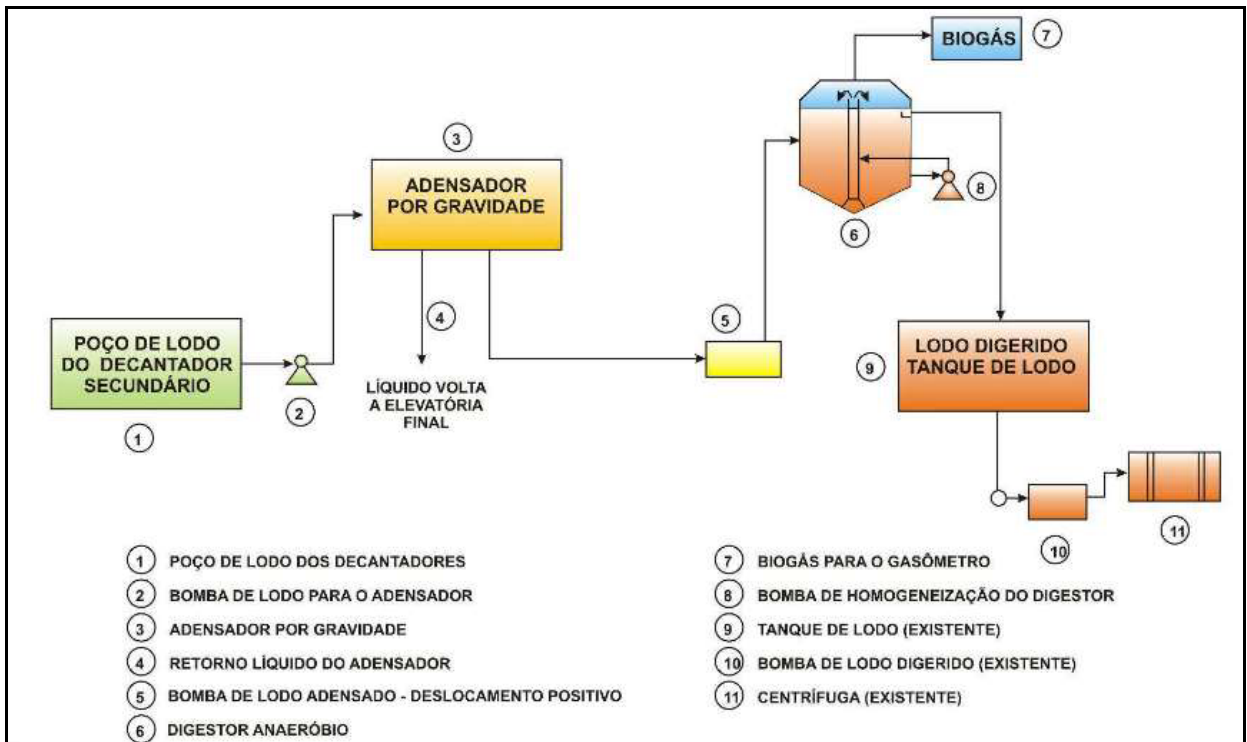 BIOGÁS
7
3
ADENSADOR
POR GRAVIDADE
8
6
4
5
POÇO DE LODO
DO DECANTADOR
SECUNDÁRIO
2
1
LÍQUIDO VOLTA
A ELEVATÓRIA
FINAL
LODO DIGERIDO
TANQUE DE LODO
9
10
11
1 POÇO DE LODO DOS DECANTADORES
2 BOMBA DE LODO PARA O ADENSADOR
3 ADENSADOR POR GRAVIDADE
4 RETORNO LÍQUIDO DO ADENSADOR
5 BOMBA DE LODO ADENSADO - DESLOCAMENTO POSITIVO
6 DIGESTOR ANAERÓBIO
7 BIOGÁS PARA O GASÔMETRO
8 BOMBA DE HOMOGENEIZAÇÃO DO DIGESTOR
9 TANQUE DE LODO (EXISTENTE)
10 BOMBA DE LODO DIGERIDO (EXISTENTE)
11 CENTRÍFUGA (EXISTENTE)